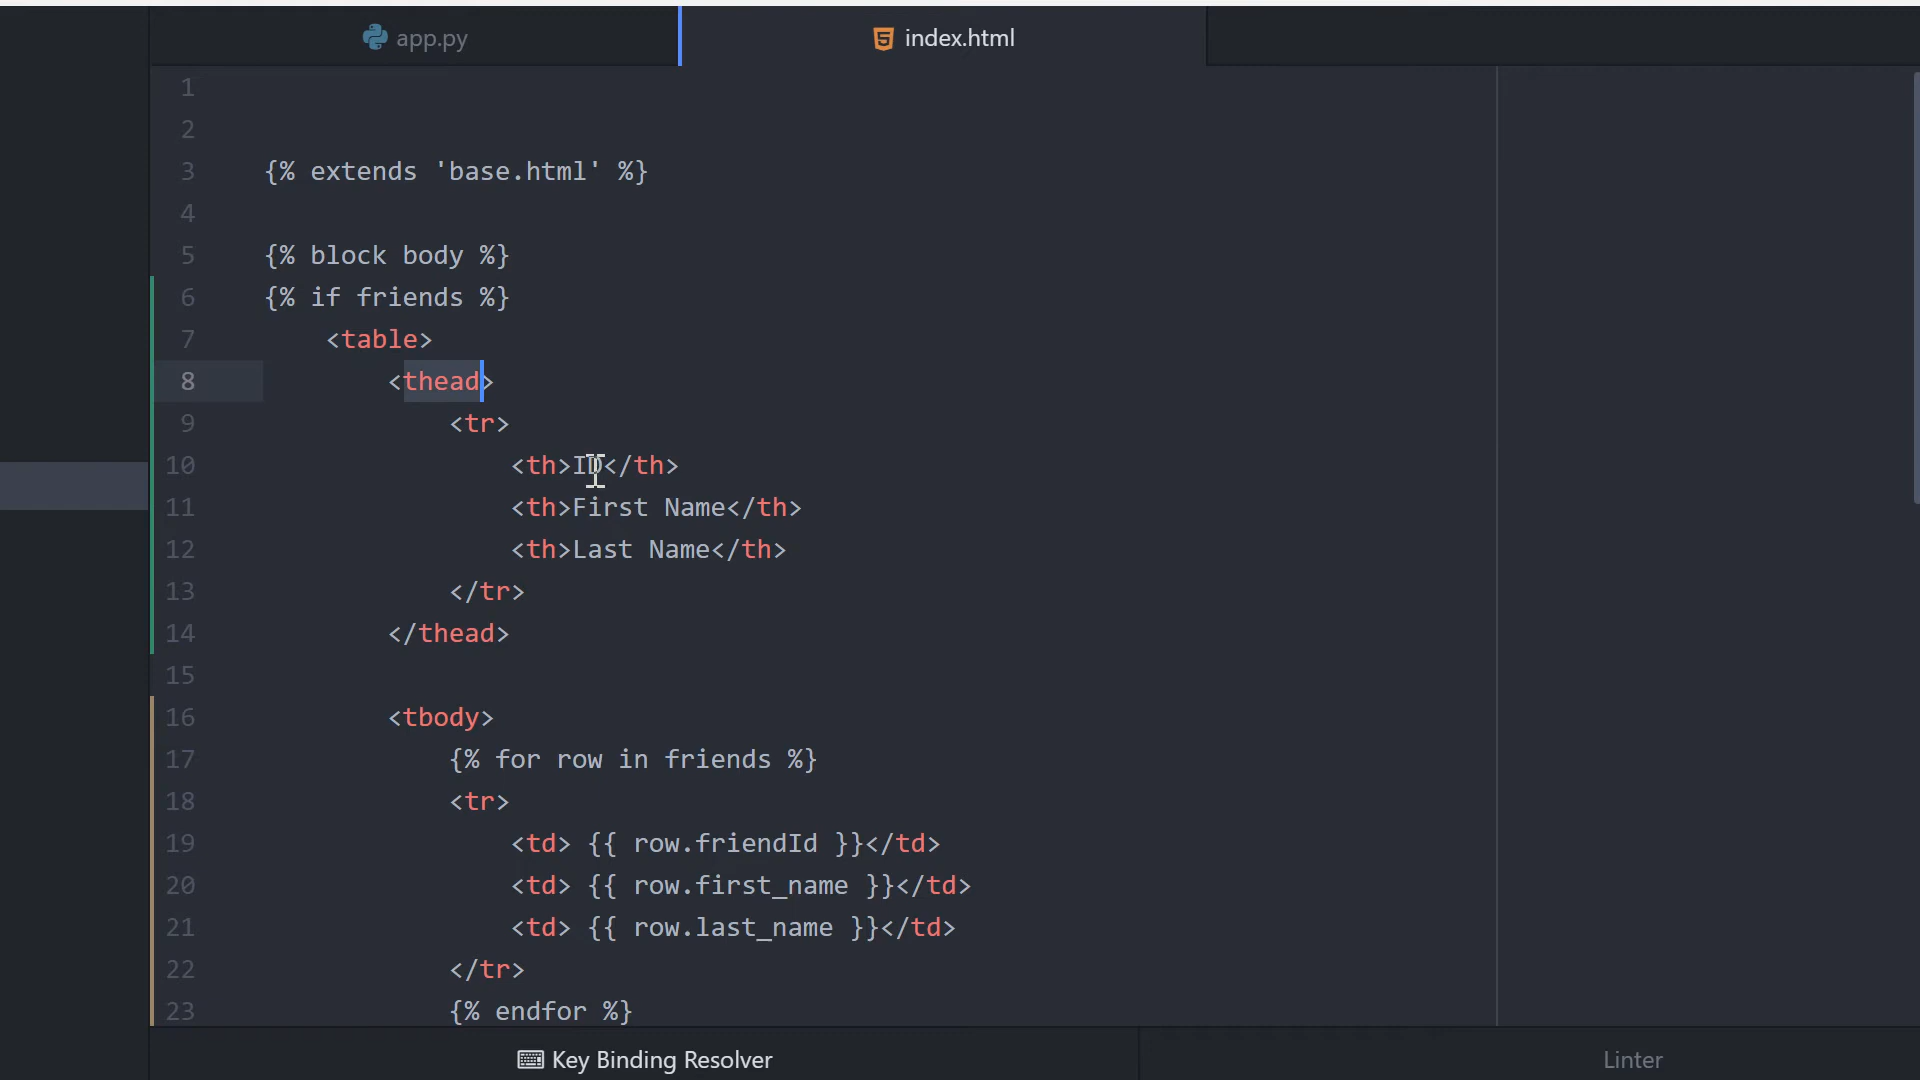 app.py
index.html
1
2
3 {% extends 'base.html' %}
4
5 {% block body %}
6 {% if friends %}
7 <table>
8 <thead>
9 <tr>
10 <th>ID</th>
11 <th>First Name</th>
12 <th>Last Name</th>
13 </tr>
14 </thead>
15
16 <tbody>
17 {% for row in friends %}
18 <tr>
19 <td> {{ row.friendId }}</td>
20 <td> {{ row.first_name }}</td>
21 <td> {{ row.last_name }}</td>
22 </tr>
23 {% endfor %}
Key Binding Resolver
Linter